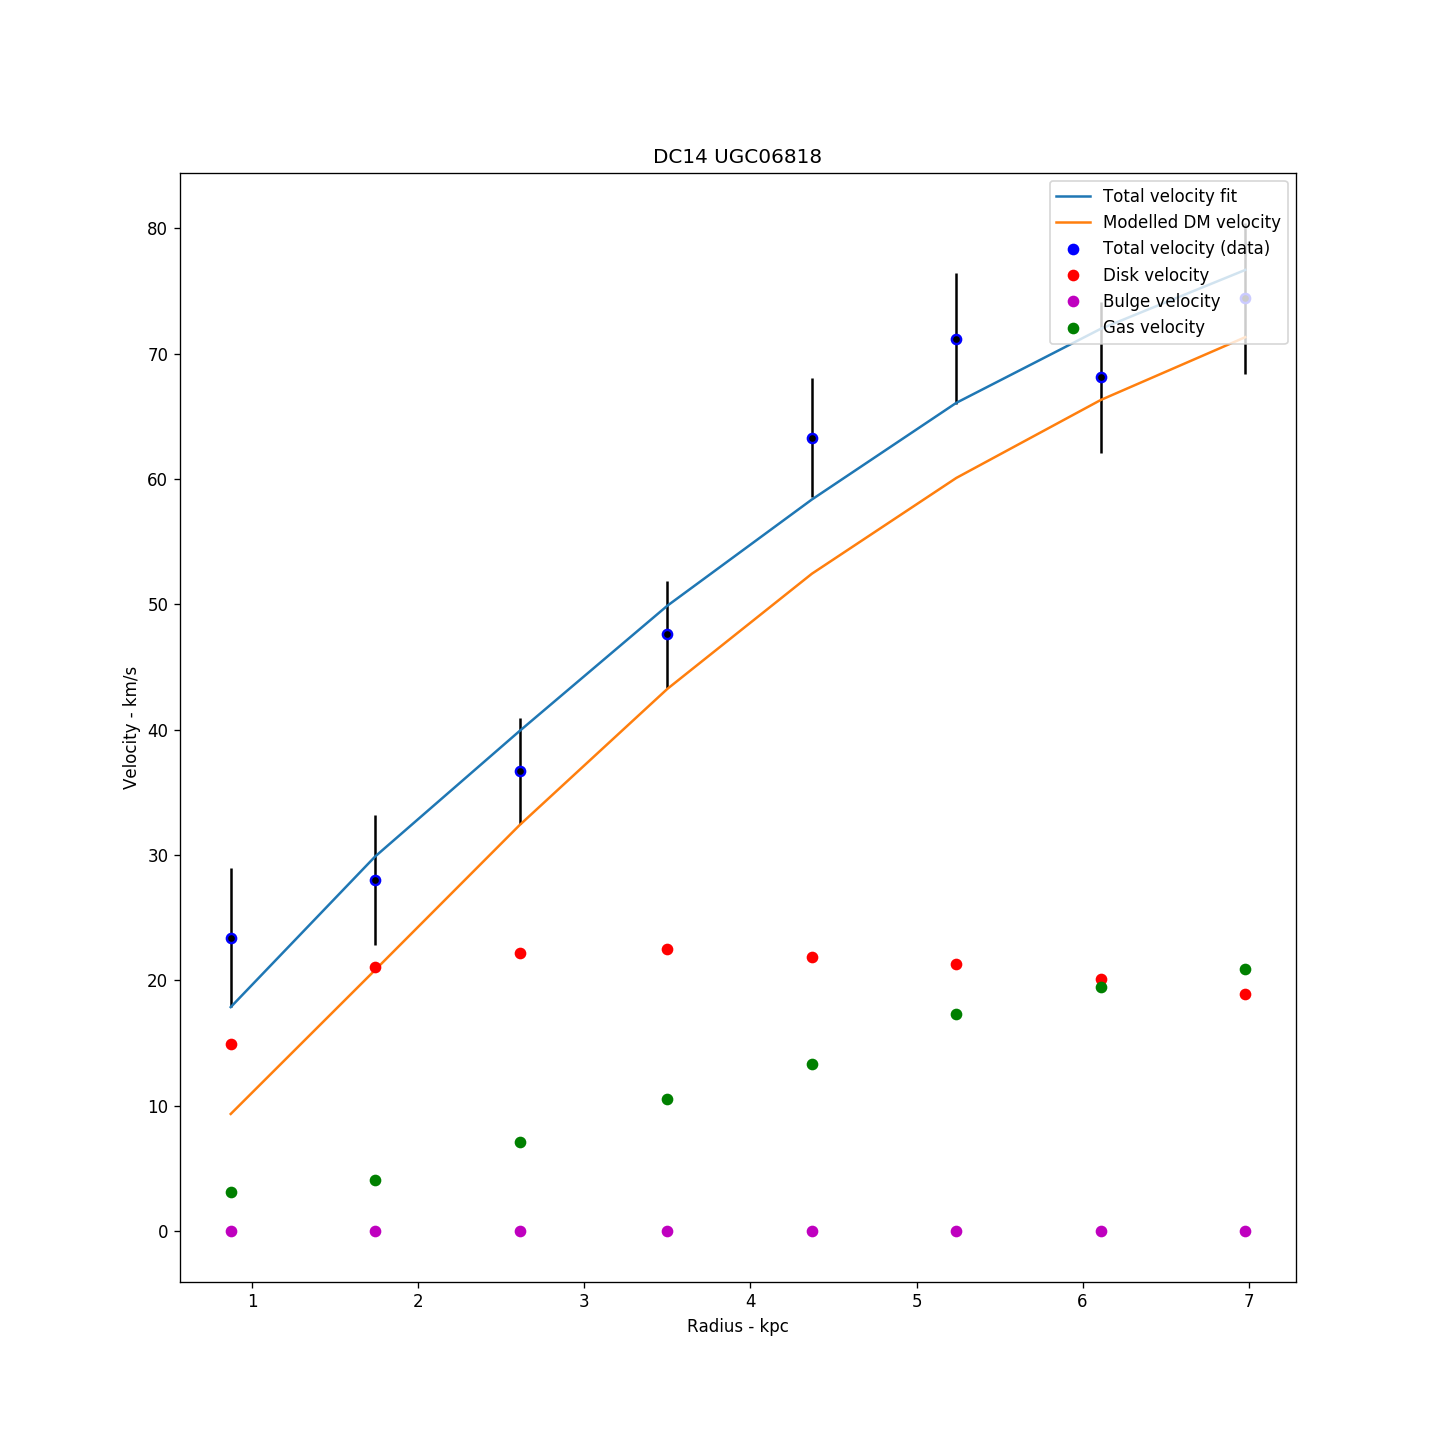 DC14 UGC06818
Total velocity fit
Modelled DM velocity
Total velocity (data)
Disk velocity
Bulge velocity
Gas velocity
80
70
60
50
40
30
20
10
0
Velocity - km/s
1 2 3 4 5 6 7
Radius - kpc